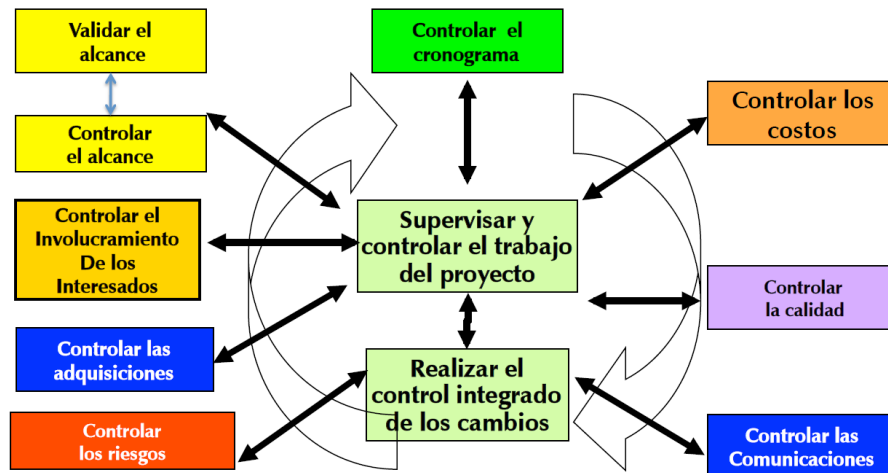 Validar el
alcance
Controlar el
cronograma
Controlar los
costos
Controlar
el alcance
Controlar el
Involucramiento
De los
Interesados
Supervisar y
controlar el trabajo
del proyecto
Controlar
la calidad
Controlar las
adquisiciones
Realizar el
control integrado
de los cambios
Controlar
los riesgos
Controlar las
Comunicaciones